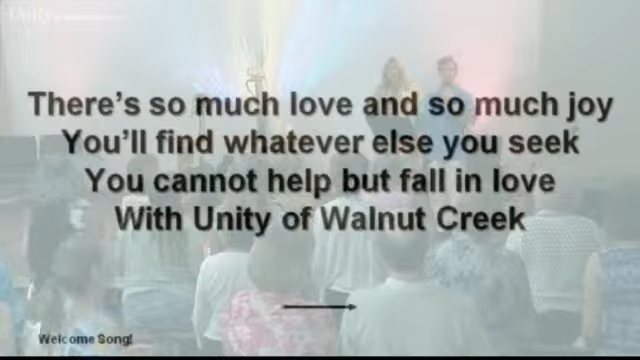 Unity
There's so much love and so much joy
You'll find whatever else you seek
You cannot help but fall in love
With Unity of Walnut Creek
Welcome Song!